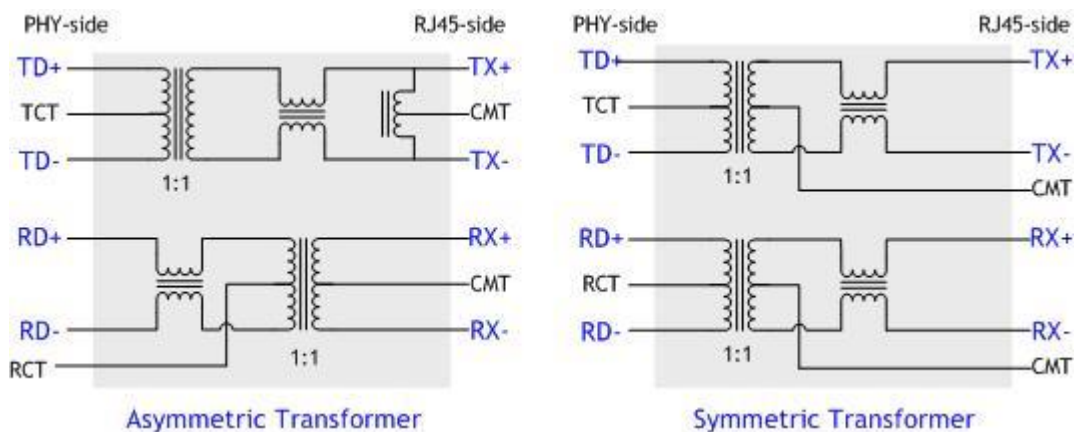 PHY-side RJ45-side
TD+ TX+
TCT CMT
TD- TX-
1:1
RD+ RX+
CMT
RD- RX-
1:1
RCT
Asymmetric Transformer
PHY-side RJ45-side
TD+ TX+
TCT
TD- TX-
1:1
CMT
RD+ RX+
RCT
RD- RX-
1:1
CMT
Symmetric Transformer